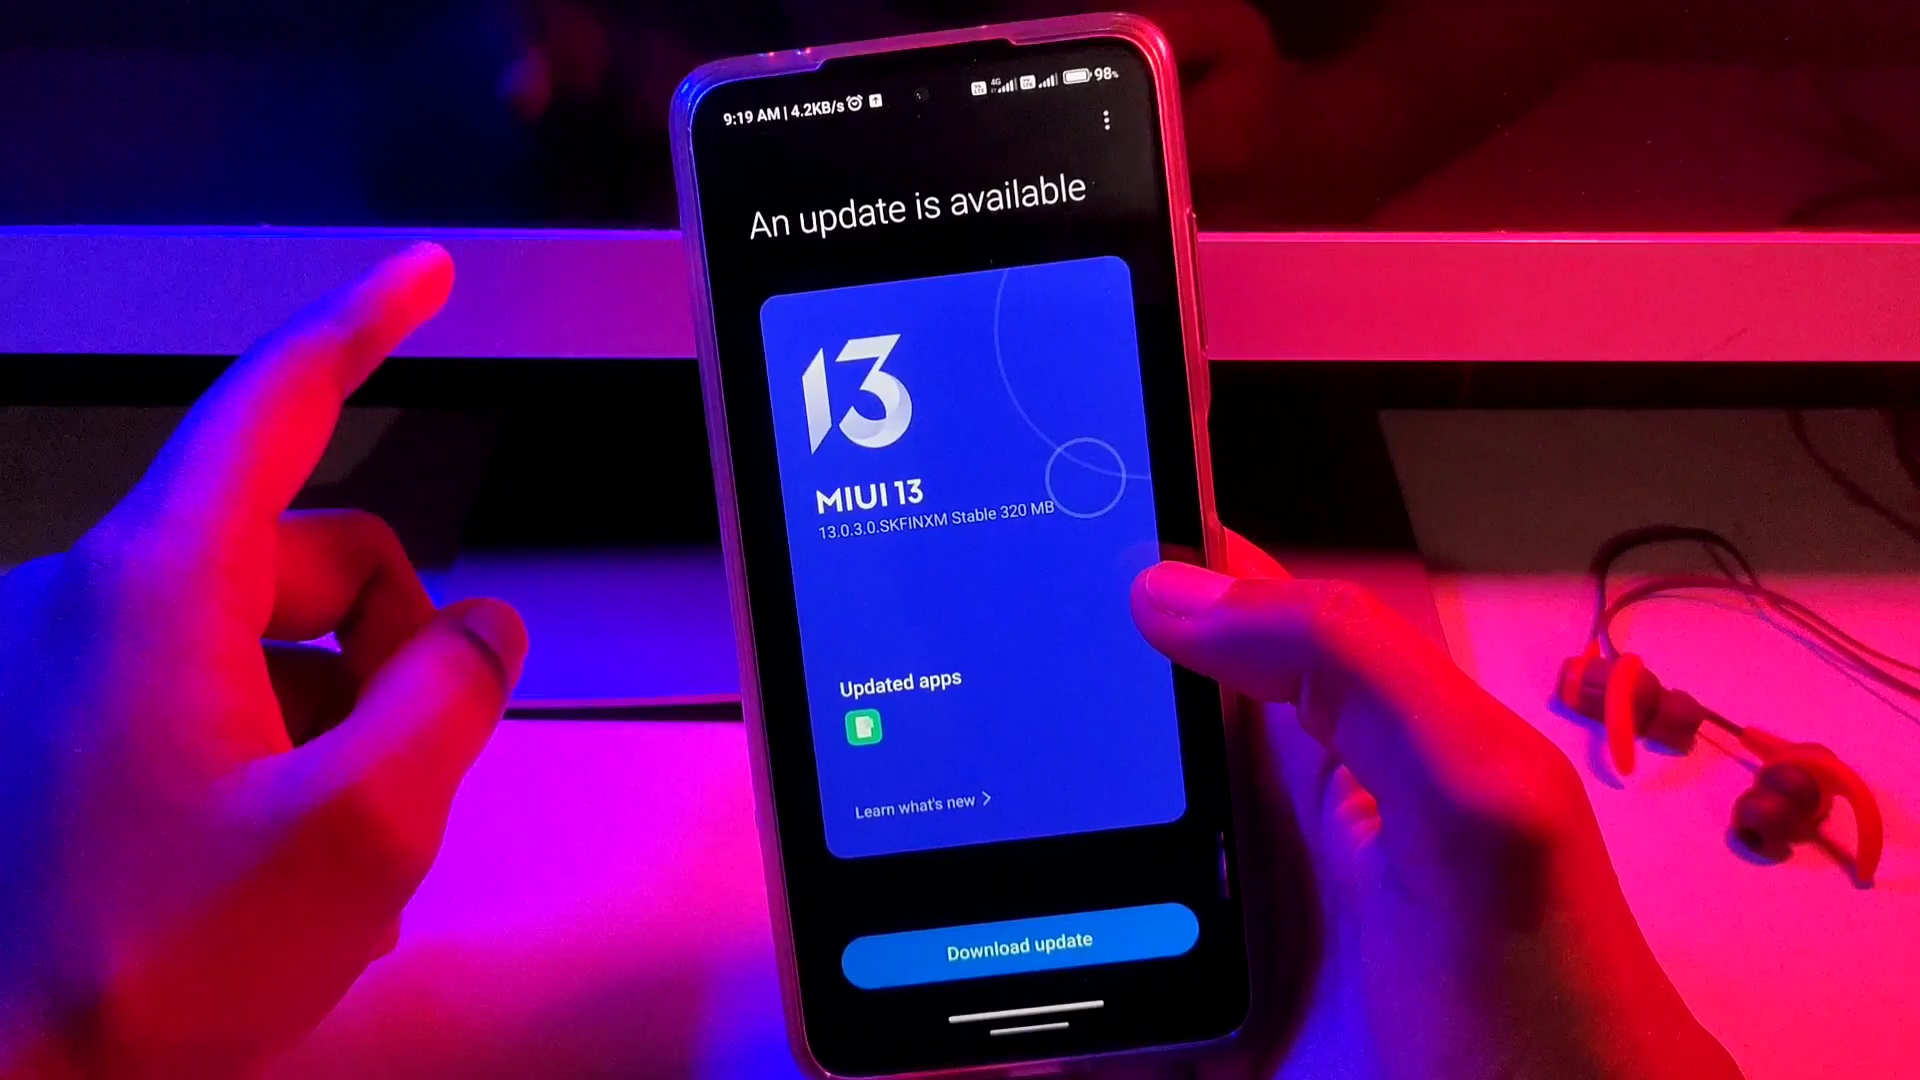 9:19 AM | 4.2KB/s
4G
98%
An update is available
13
MIUI 13
13.0.3.0.SKFINXM Stable 320 MB
Updated apps
Learn what's new
Download update